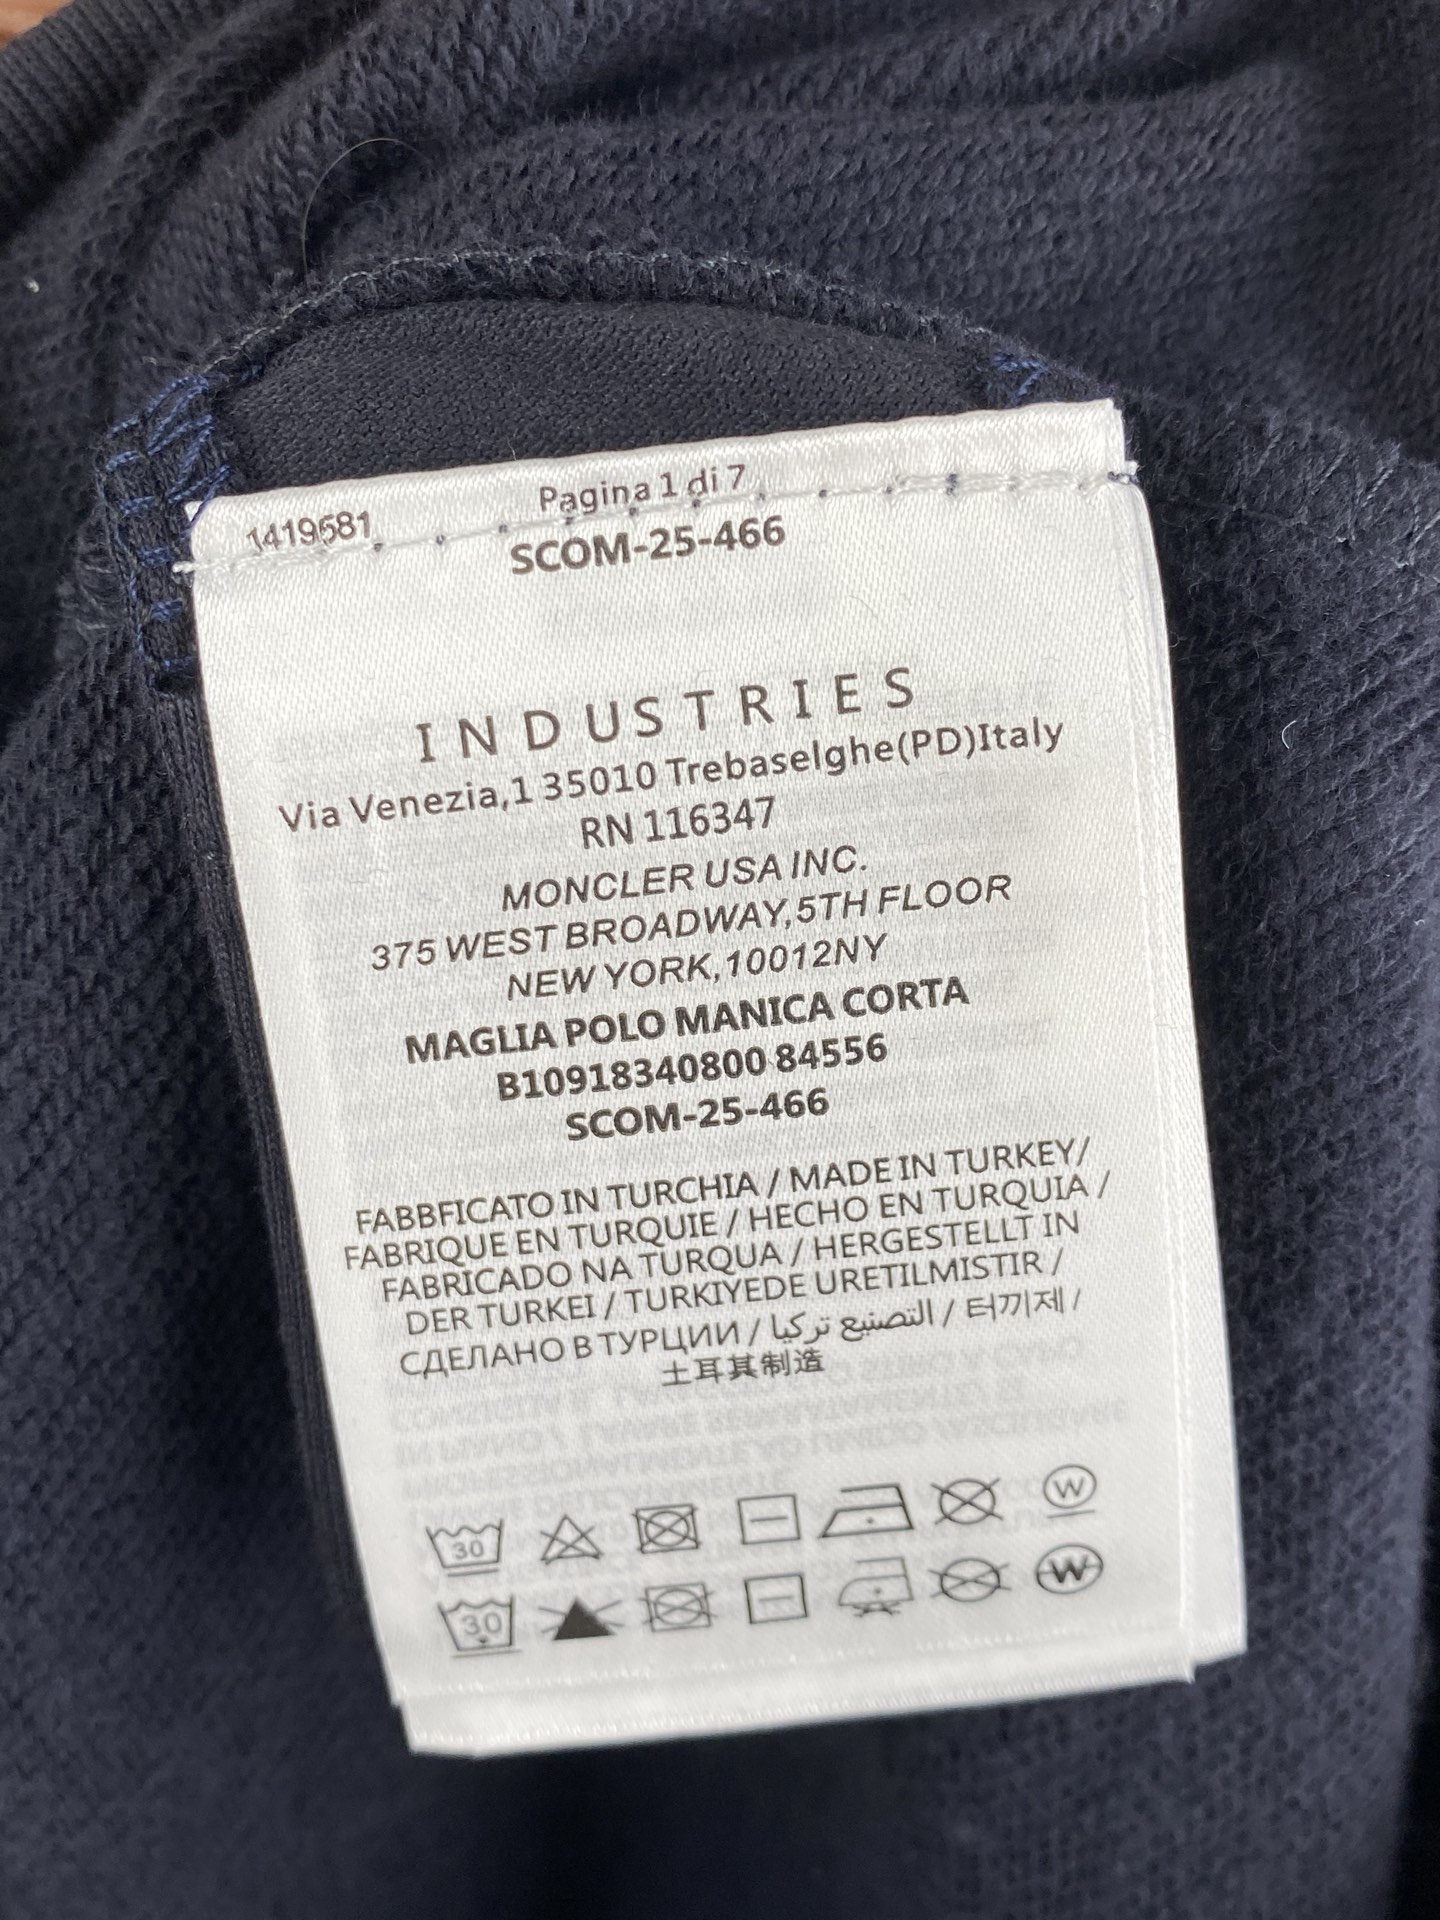 Pagina 1 di 7
1419681
SCOM-25-466
INDUSTRIES
Via Venezia,1 35010 Trebaselghe(PD)Italy
RN 116347
MONCLER USA INC.
375 WEST BROADWAY,5TH FLOOR
NEW YORK,10012NY
MAGLIA POLO MANICA CORTA
B10918340800 84556
SCOM-25-466
FABBFICATO IN TURCHIA / MADE IN TURKEY/
FABRIQUE EN TURQUIE / HECHO EN TURQUIA /
FABRICADO NA TURQUA / HERGESTELLT IN
DER TURKEI / TURKIYEDE URETILMISTIR /
СДЕЛАНО В ТУРЦИИ / التصنيع تركيا / 터끼제 /
土耳其制造
30 W
30 W